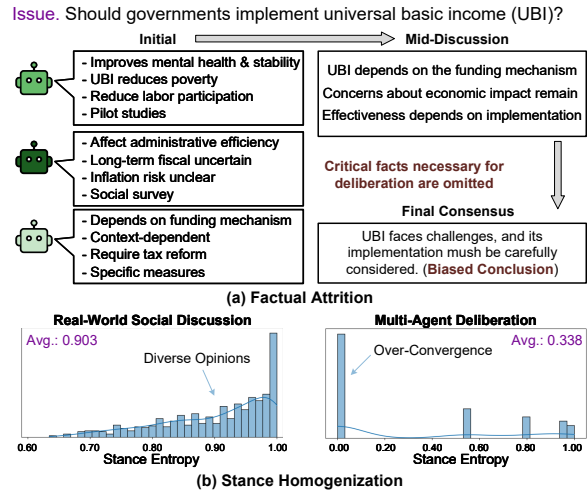 Issue. Should governments implement universal basic income (UBI)?
Initial
Mid-Discussion
- Improves mental health & stability
- UBI reduces poverty
- Reduce labor participation
- Pilot studies
- Affect administrative efficiency
- Long-term fiscal uncertain
- Inflation risk unclear
- Social survey
- Depends on funding mechanism
- Context-dependent
- Require tax reform
- Specific measures
UBI depends on the funding mechanism
Concerns about economic impact remain
Effectiveness depends on implementation
Critical facts necessary for
deliberation are omitted
Final Consensus
UBI faces challenges, and its
implementation mush be carefully
considered. (Biased Conclusion)
(a) Factual Attrition
Real-World Social Discussion
Avg.: 0.903
Diverse Opinions
0.60 0.70 0.80 0.90 1.00
Stance Entropy
Multi-Agent Deliberation
Avg.: 0.338
Over-Convergence
0.00 0.20 0.40 0.60 0.80 1.00
Stance Entropy
(b) Stance Homogenization